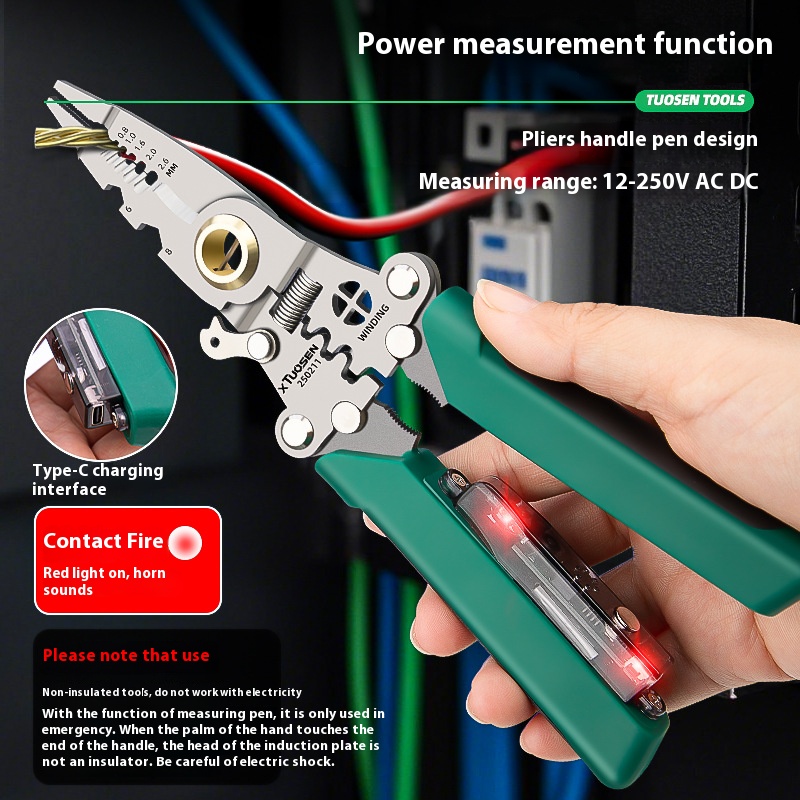 Power measurement function
TUOSEN TOOLS
Pliers handle pen design
Measuring range: 12-250V AC DC
0.8
1.0
1.6
2.0
2.6
MM
6
8
WINDING
TUOSEN
250211
Type-C charging
interface
Contact Fire
Red light on, horn
sounds
Please note that use
Non-insulated tools, do not work with electricity
With the function of measuring pen, it is only used in
emergency. When the palm of the hand touches the
end of the handle, the head of the induction plate is
not an insulator. Be careful of electric shock.